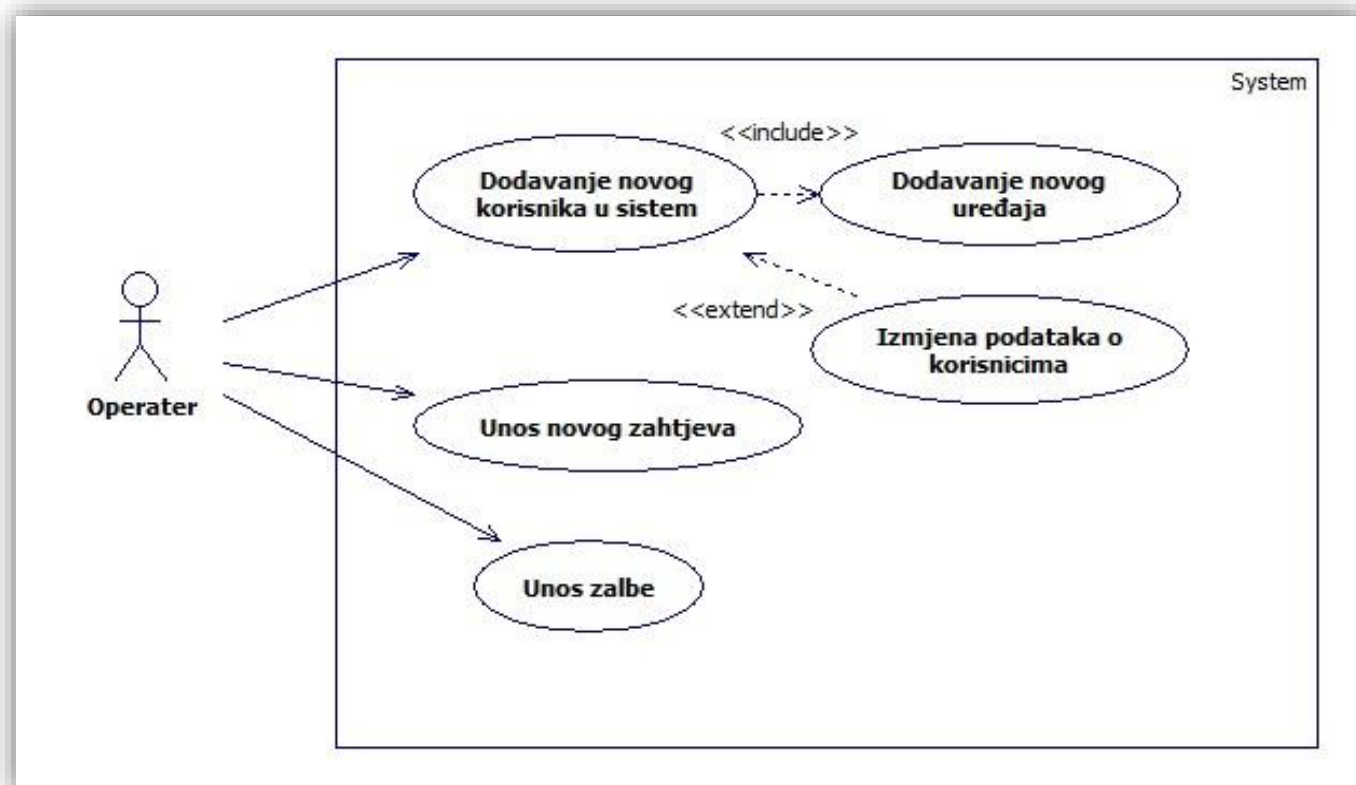 System
<<include>>
Dodavanje novog
korisnika u sistem
Dodavanje novog
uređaja
<<extend>>
Izmjena podataka o
korisnicima
Operater
Unos novog zahtjeva
Unos zalbe